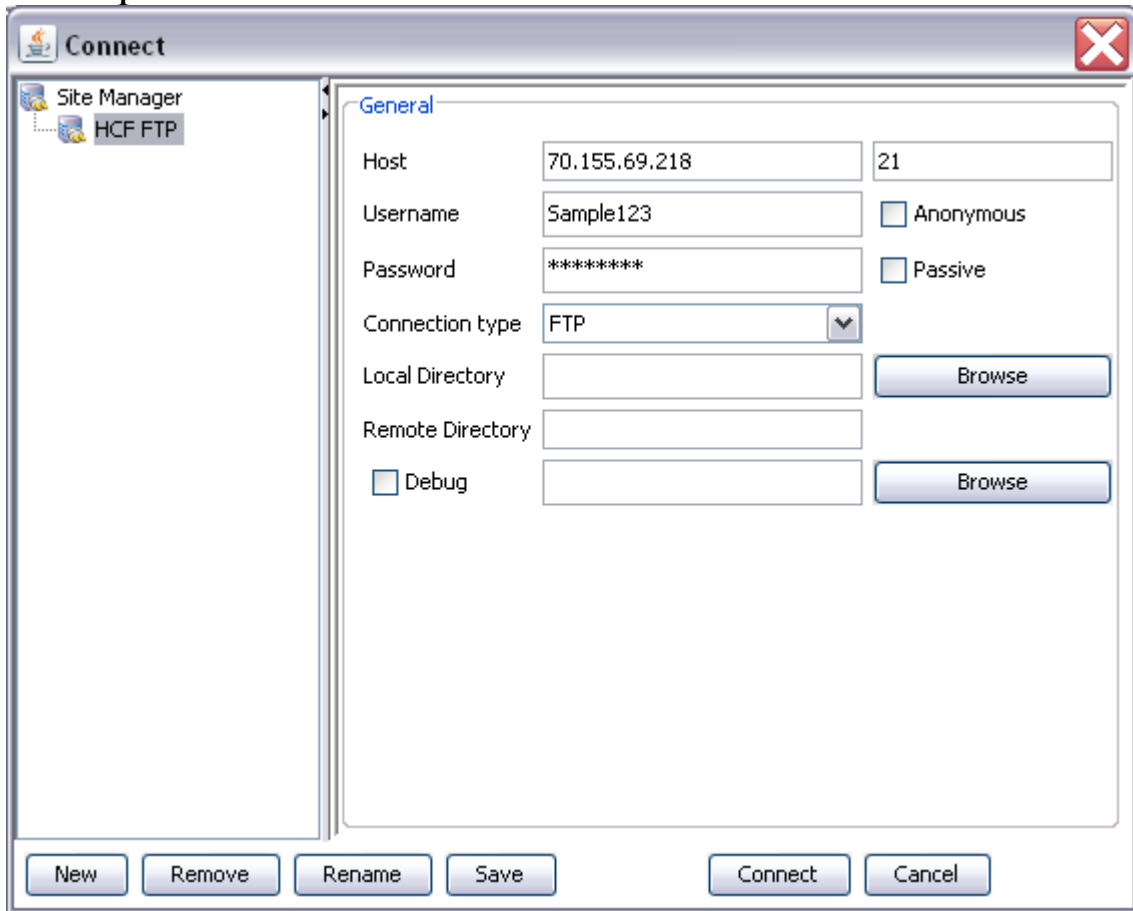 Connect
Site Manager
HCF FTP
General
Host 70.155.69.218 21
Username Sample123 Anonymous
Password ******** Passive
Connection type FTP
Local Directory Browse
Remote Directory
Debug Browse
New Remove Rename Save Connect Cancel